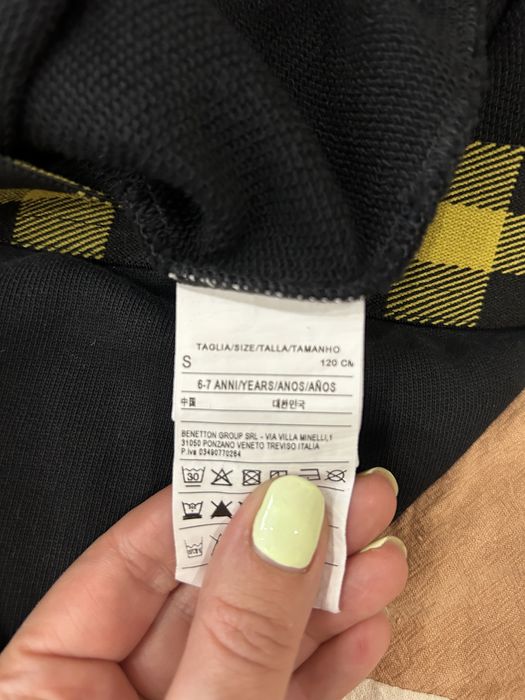 TAGLIA/SIZE/TALLA/TAMANHO
S 120 CM
6-7 ANNI/YEARS/ANOS/AÑOS
中国 대한민국
BENETTON GROUP SRL - VIA VILLA MINELLI,1
31050 PONZANO VENETO TREVISO ITALIA
P.iva 03490770264
30